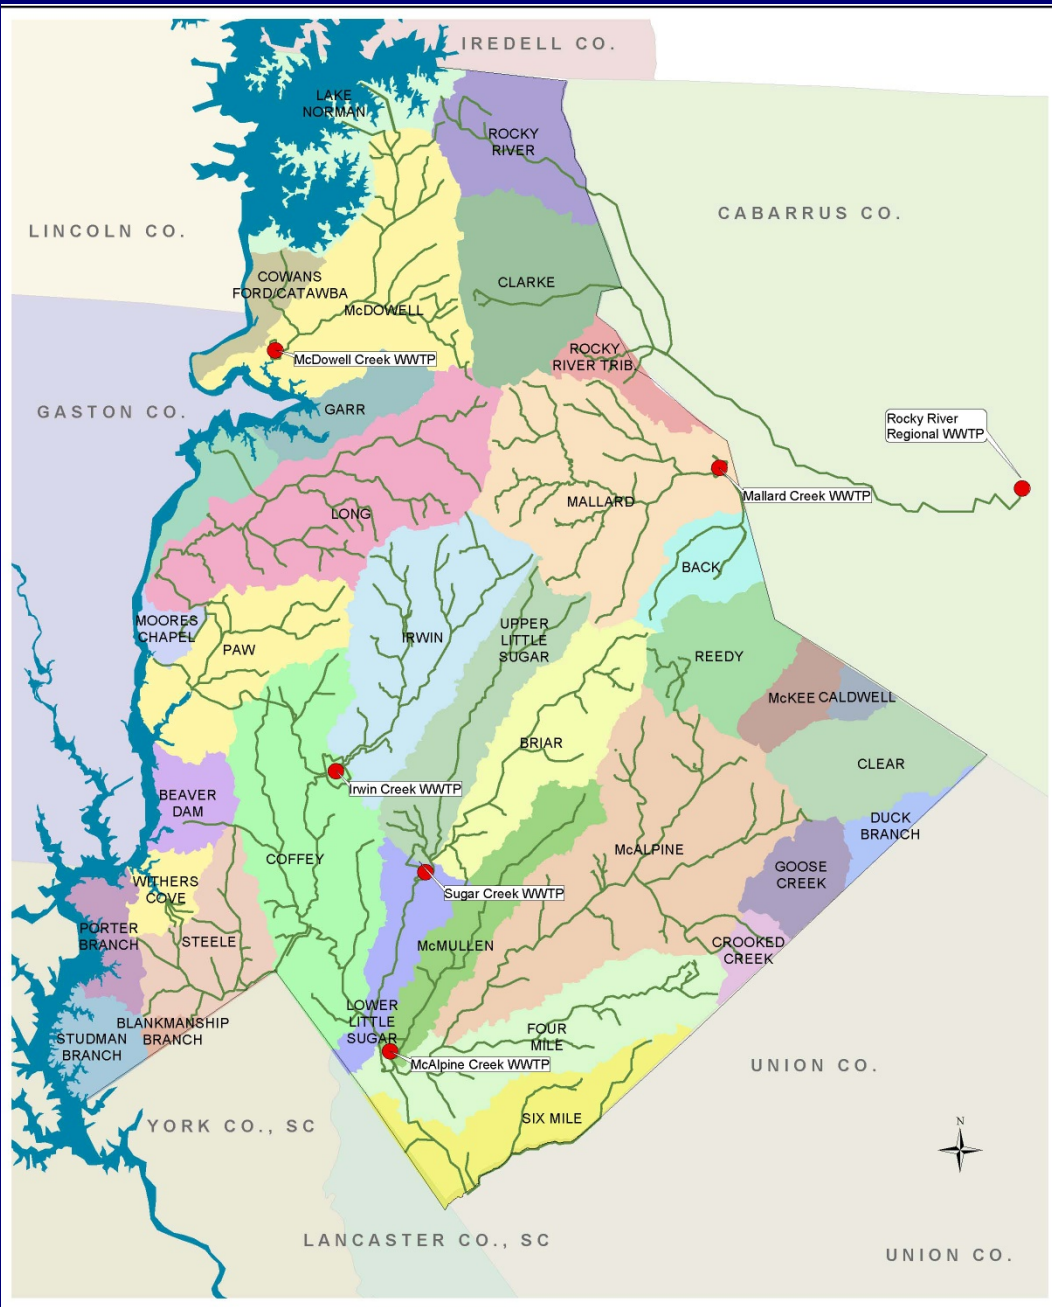 IREDELL CO.
LAKE
NORMAN
ROCKY
RIVER
CABARRUS CO.
LINCOLN CO.
COWANS
FORD/CATAWBA
CLARKE
McDOWELL
McDowell Creek WWTP
ROCKY
RIVER TRIB.
GASTON CO.
GARR
Rocky River
Regional WWTP
Mallard Creek WWTP
MALLARD
LONG
BACK
MOORES
CHAPEL
PAW
IRWIN
UPPER
LITTLE
SUGAR
REEDY
McKEE
CALDWELL
BRIAR
CLEAR
Irwin Creek WWTP
BEAVER
DAM
DUCK
BRANCH
COFFEY
McALPINE
GOOSE
CREEK
WITHERS
COVE
Sugar Creek WWTP
PORTER
BRANCH
STEELE
McMULLEN
CROOKED
CREEK
LOWER
LITTLE
SUGAR
BLANKMANSHIP
BRANCH
STUDMAN
BRANCH
FOUR
MILE
McAlpine Creek WWTP
UNION CO.
SIX MILE
YORK CO., SC
N
LANCASTER CO., SC
UNION CO.